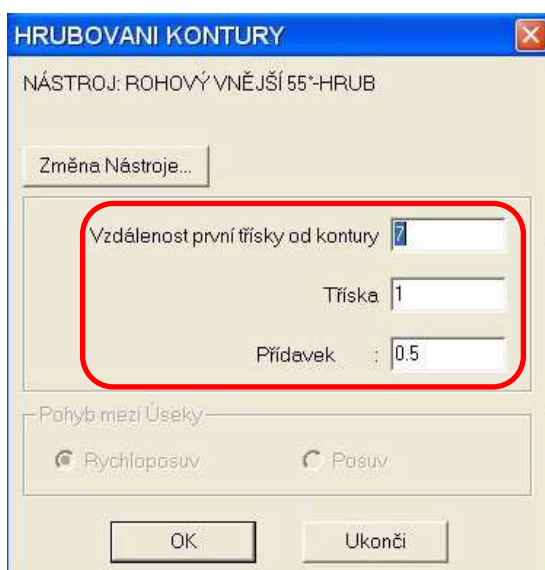 HRUBOVANI KONTURY
NÁSTROJ: ROHOVÝ VNĚJŠÍ 55°-HRUB
Změna Nástroje...
Vzdálenost první třísky od kontury 7
Tříska 1
Přídavek : 0.5
Pohyb mezi Úseky
Rychloposuv Posuv
OK Ukonči